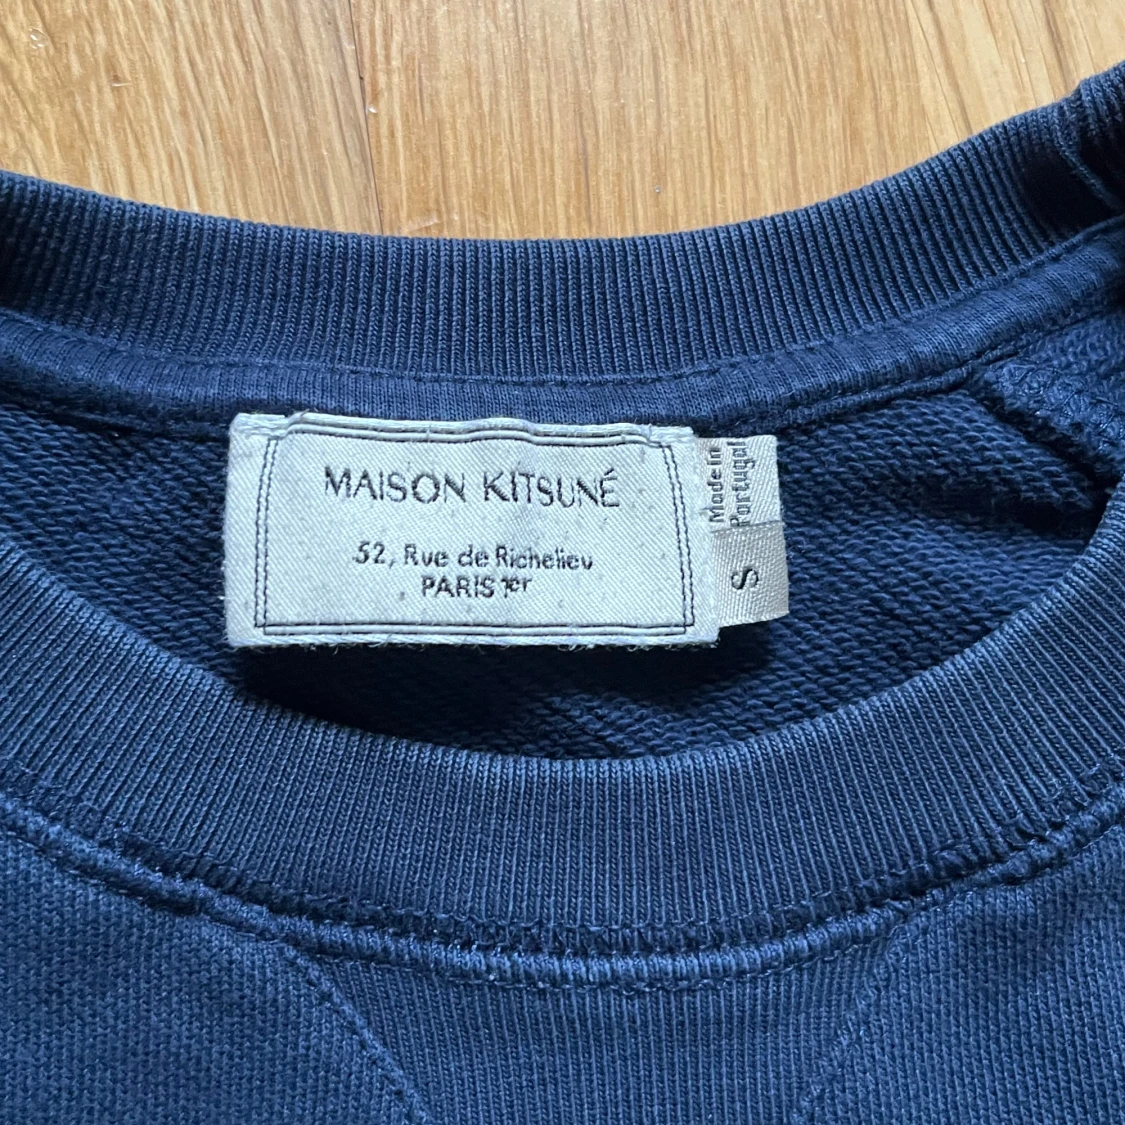 MAISON KITSUNÉ
52, Rue de Richelieu
PARIS 1er
Made in
Portugal
S